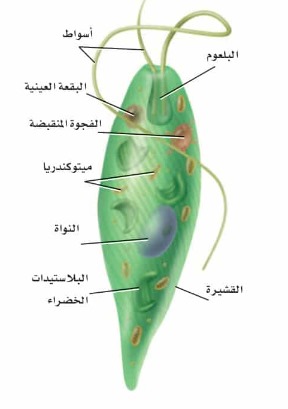 أسواط
البلعوم
البقعة العينية
الفجوة المنقبضة
ميتوكندريا
النواة
البلاستيدات
الخضراء
القشيرة